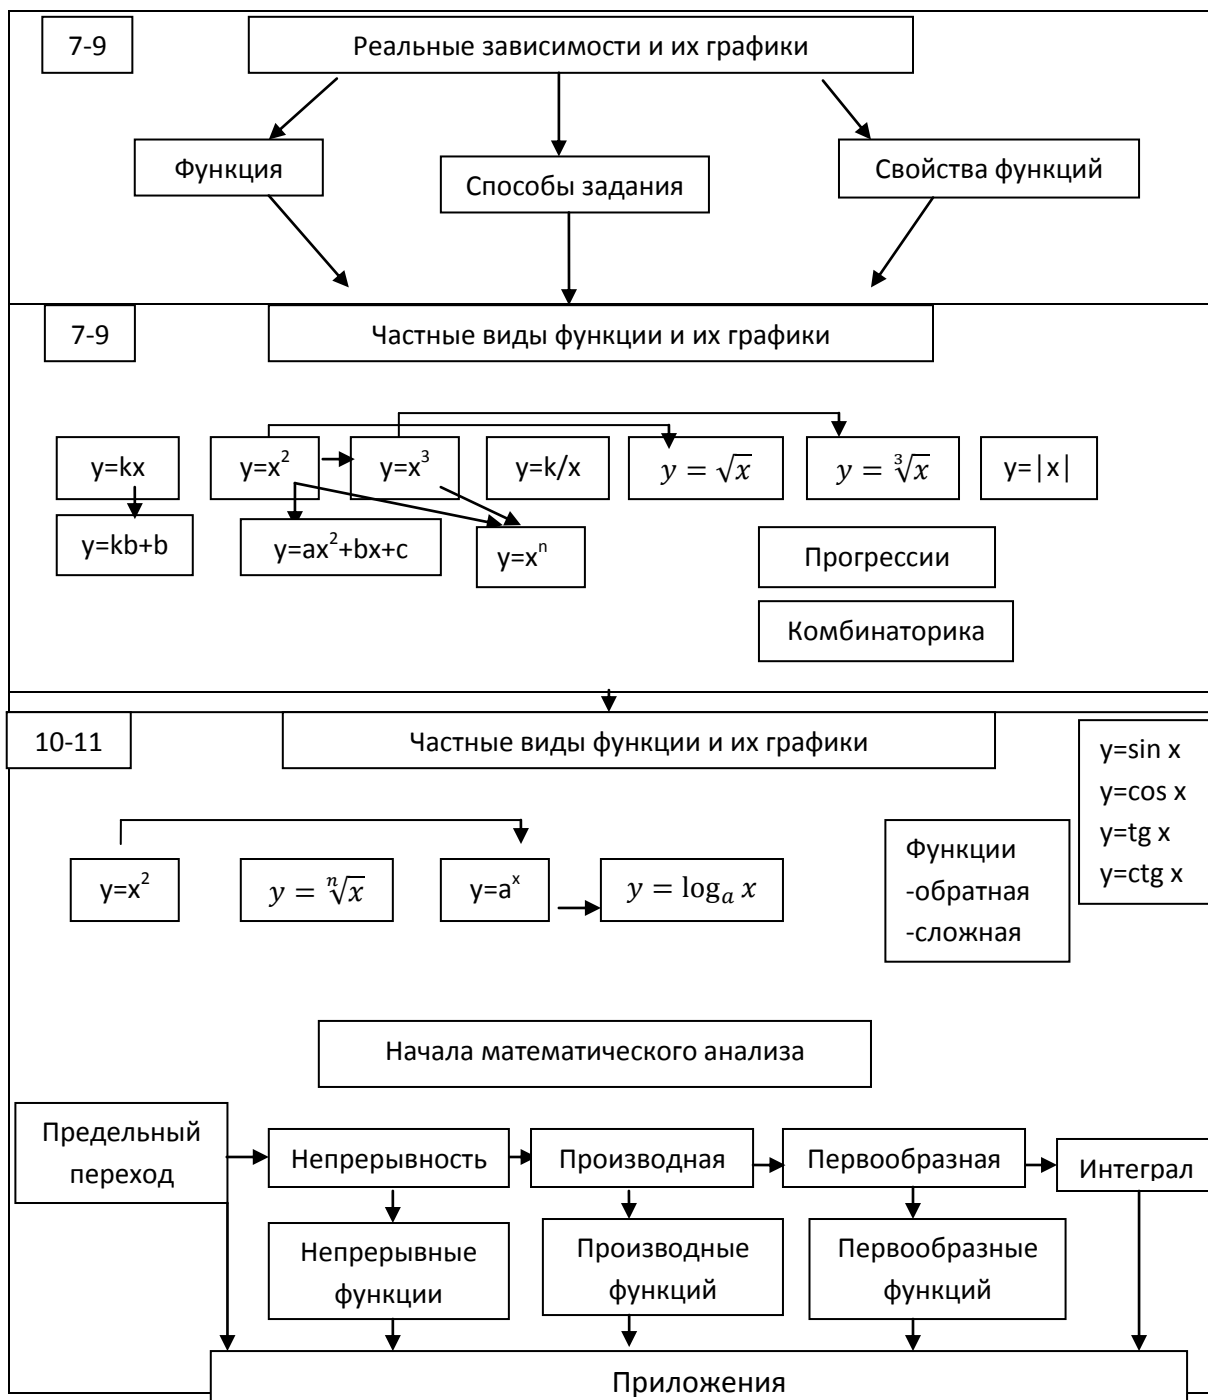 7-9
Реальные зависимости и их графики
Функция
Способы задания
Свойства функций
7-9
Частные виды функции и их графики
y=kx
y=x²
y=x³
y=k/x
y = √x
y = ∛x
y=|x|
y=kb+b
y=ax²+bx+c
y=xⁿ
Прогрессии
Комбинаторика
10-11
Частные виды функции и их графики
y=sin x
y=cos x
y=tg x
y=ctg x
y=x²
y = ⁿ√x
y=aˣ
y = logₐ x
Функции
-обратная
-сложная
Начала математического анализа
Предельный
переход
Непрерывность
Производная
Первообразная
Интеграл
Непрерывные
функции
Производные
функций
Первообразные
функций
Приложения